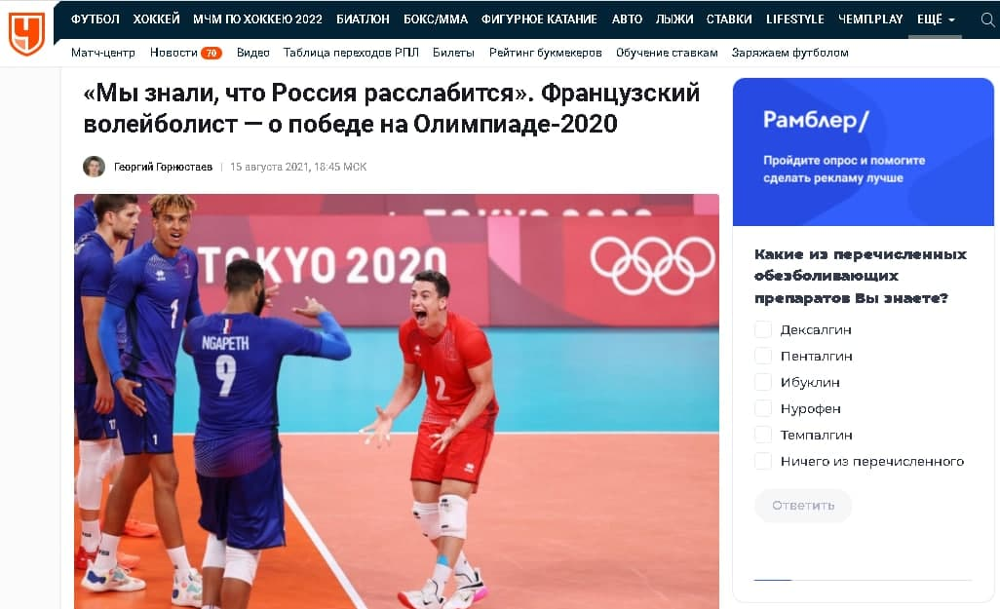 Ч
ФУТБОЛ ХОККЕЙ МЧМ ПО ХОККЕЮ 2022 БИАТЛОН БОКС/ММА ФИГУРНОЕ КАТАНИЕ АВТО ЛЫЖИ СТАВКИ LIFESTYLE ЧЕМП.PLAY ЕЩЁ
Матч-центр Новости 70 Видео Таблица переходов РПЛ Билеты Рейтинг букмекеров Обучение ставкам Заряжаем футболом
«Мы знали, что Россия расслабится». Французский
волейболист — о победе на Олимпиаде-2020
Георгий Горностаев | 15 августа 2021, 18:45 МСК
TOKYO 2020
TOKYO 2020
1
1
17
NGAPETH
9
2
Рамблер/
Пройдите опрос и помогите
сделать рекламу лучше
Какие из перечисленных
обезболивающих
препаратов Вы знаете?
Дексалгин
Пенталгин
Ибуклин
Нурофен
Темпалгин
Ничего из перечисленного
Ответить